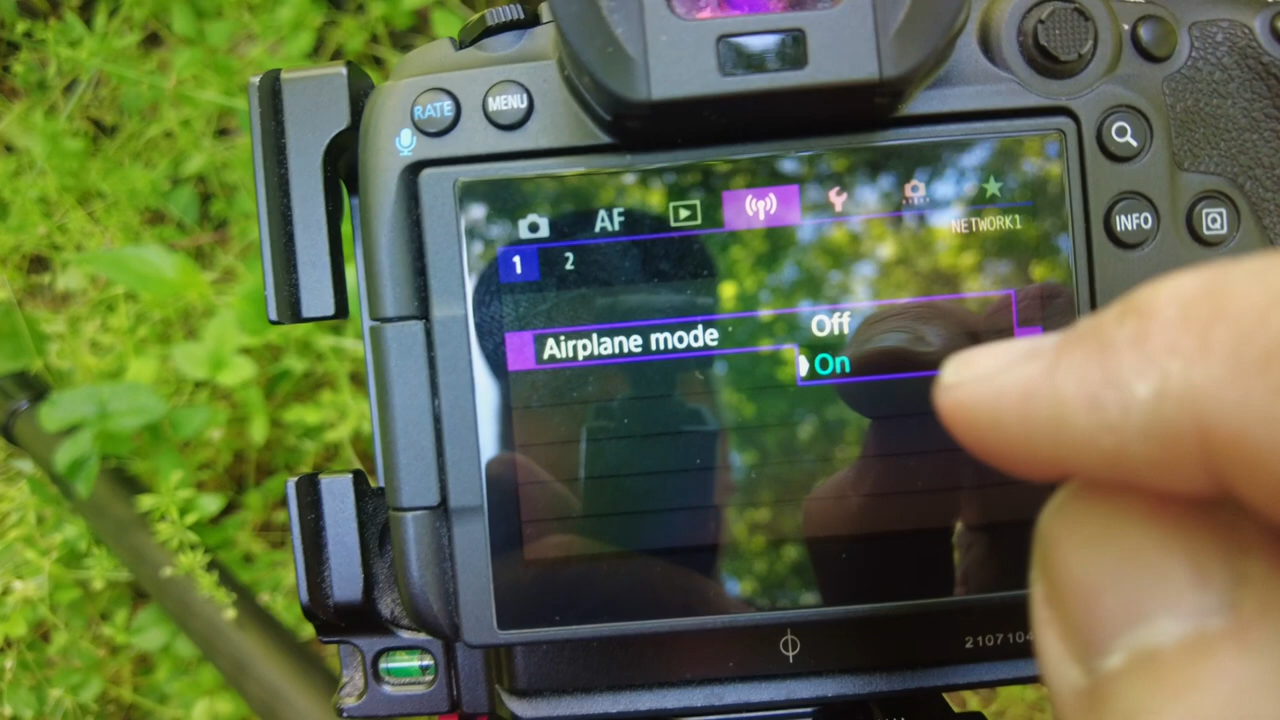 RATE MENU
INFO Q
AF
NETWORK1
1 2
Airplane mode Off
On
2107104